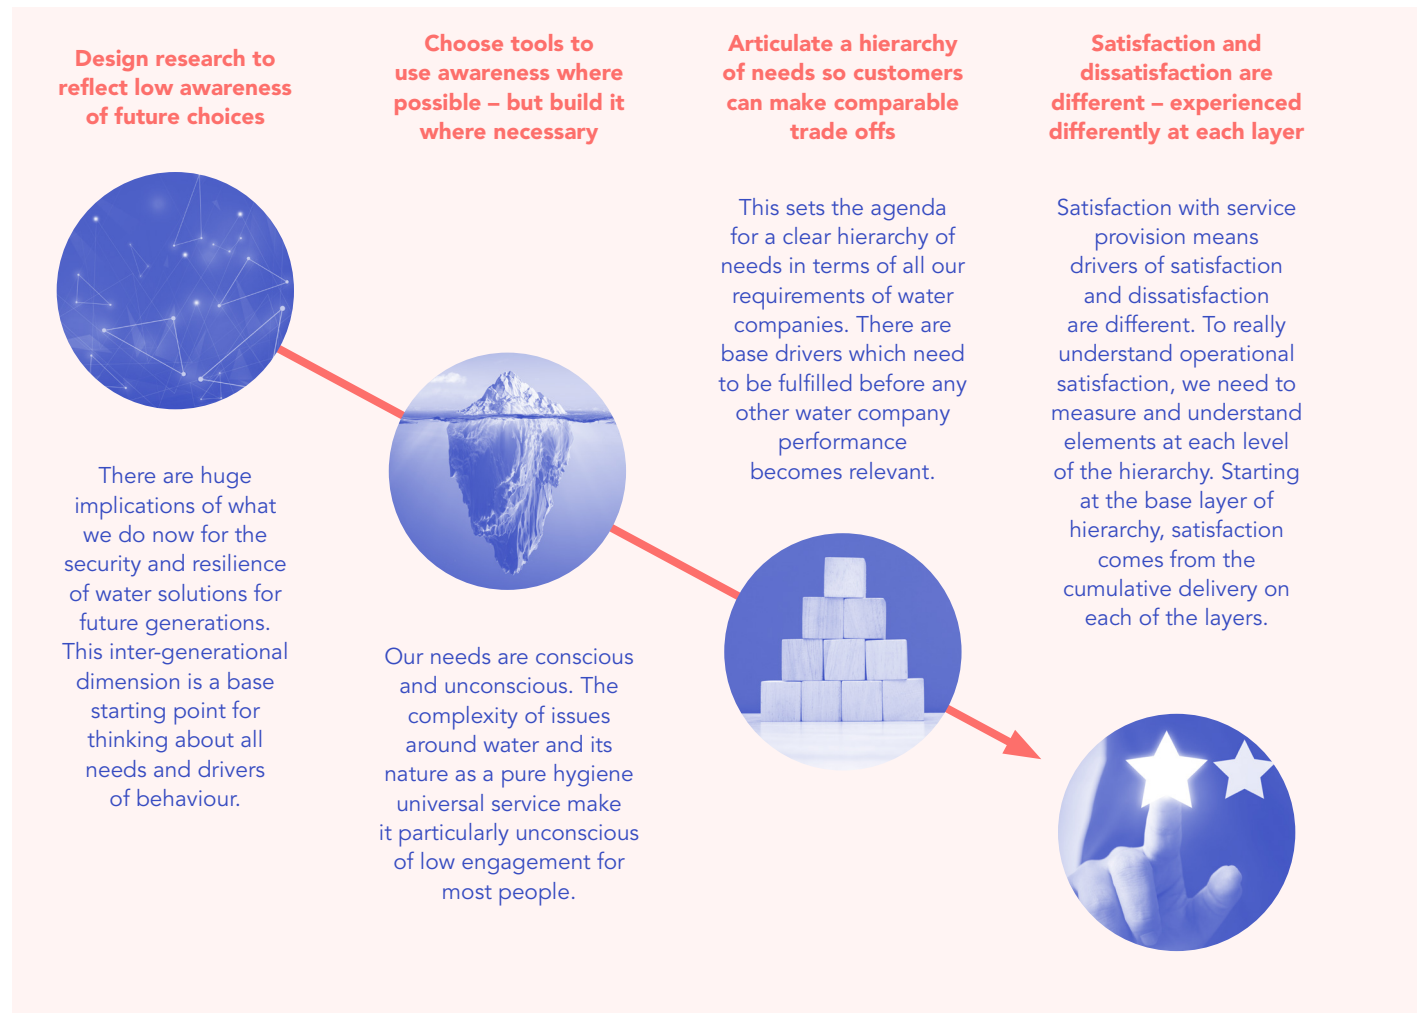 Design research to
reflect low awareness
of future choices
There are huge
implications of what
we do now for the
security and resilience
of water solutions for
future generations.
This inter-generational
dimension is a base
starting point for
thinking about all
needs and drivers
of behaviour.
Choose tools to
use awareness where
possible – but build it
where necessary
Our needs are conscious
and unconscious. The
complexity of issues
around water and its
nature as a pure hygiene
universal service make
it particularly unconscious
of low engagement for
most people.
Articulate a hierarchy
of needs so customers
can make comparable
trade offs
This sets the agenda
for a clear hierarchy of
needs in terms of all our
requirements of water
companies. There are
base drivers which need
to be fulfilled before any
other water company
performance
becomes relevant.
Satisfaction and
dissatisfaction are
different – experienced
differently at each layer
Satisfaction with service
provision means
drivers of satisfaction
and dissatisfaction
are different. To really
understand operational
satisfaction, we need to
measure and understand
elements at each level
of the hierarchy. Starting
at the base layer of
hierarchy, satisfaction
comes from the
cumulative delivery on
each of the layers.